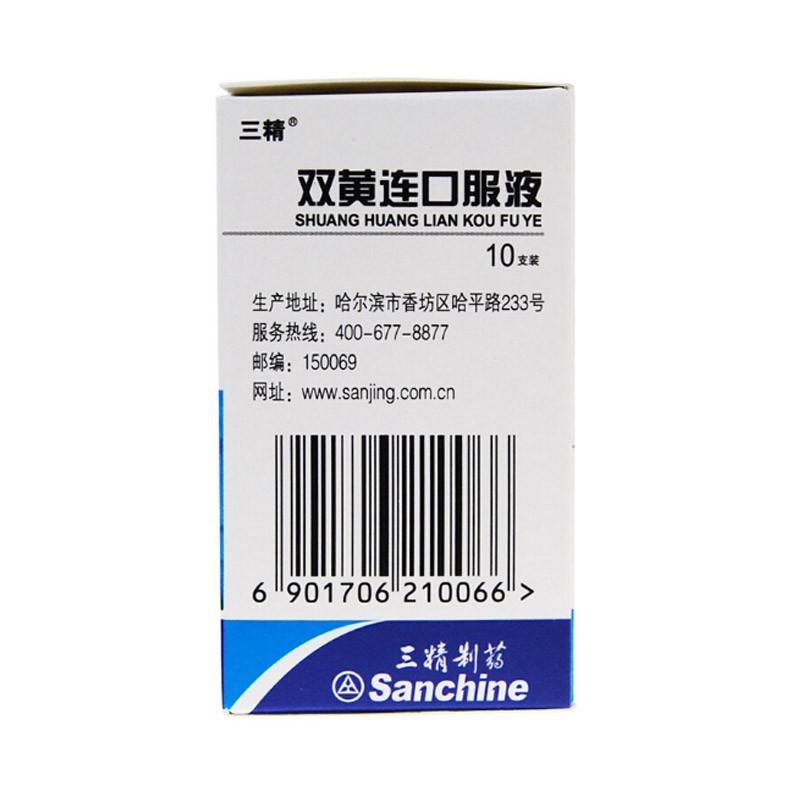 三精®
双黄连口服液
SHUANG HUANG LIAN KOU FU YE
10支装
生产地址：哈尔滨市香坊区哈平路233号
服务热线：400-677-8877
邮编：150069
网址：www.sanjing.com.cn
6 901706 210066 >
三精制药
Sanchine